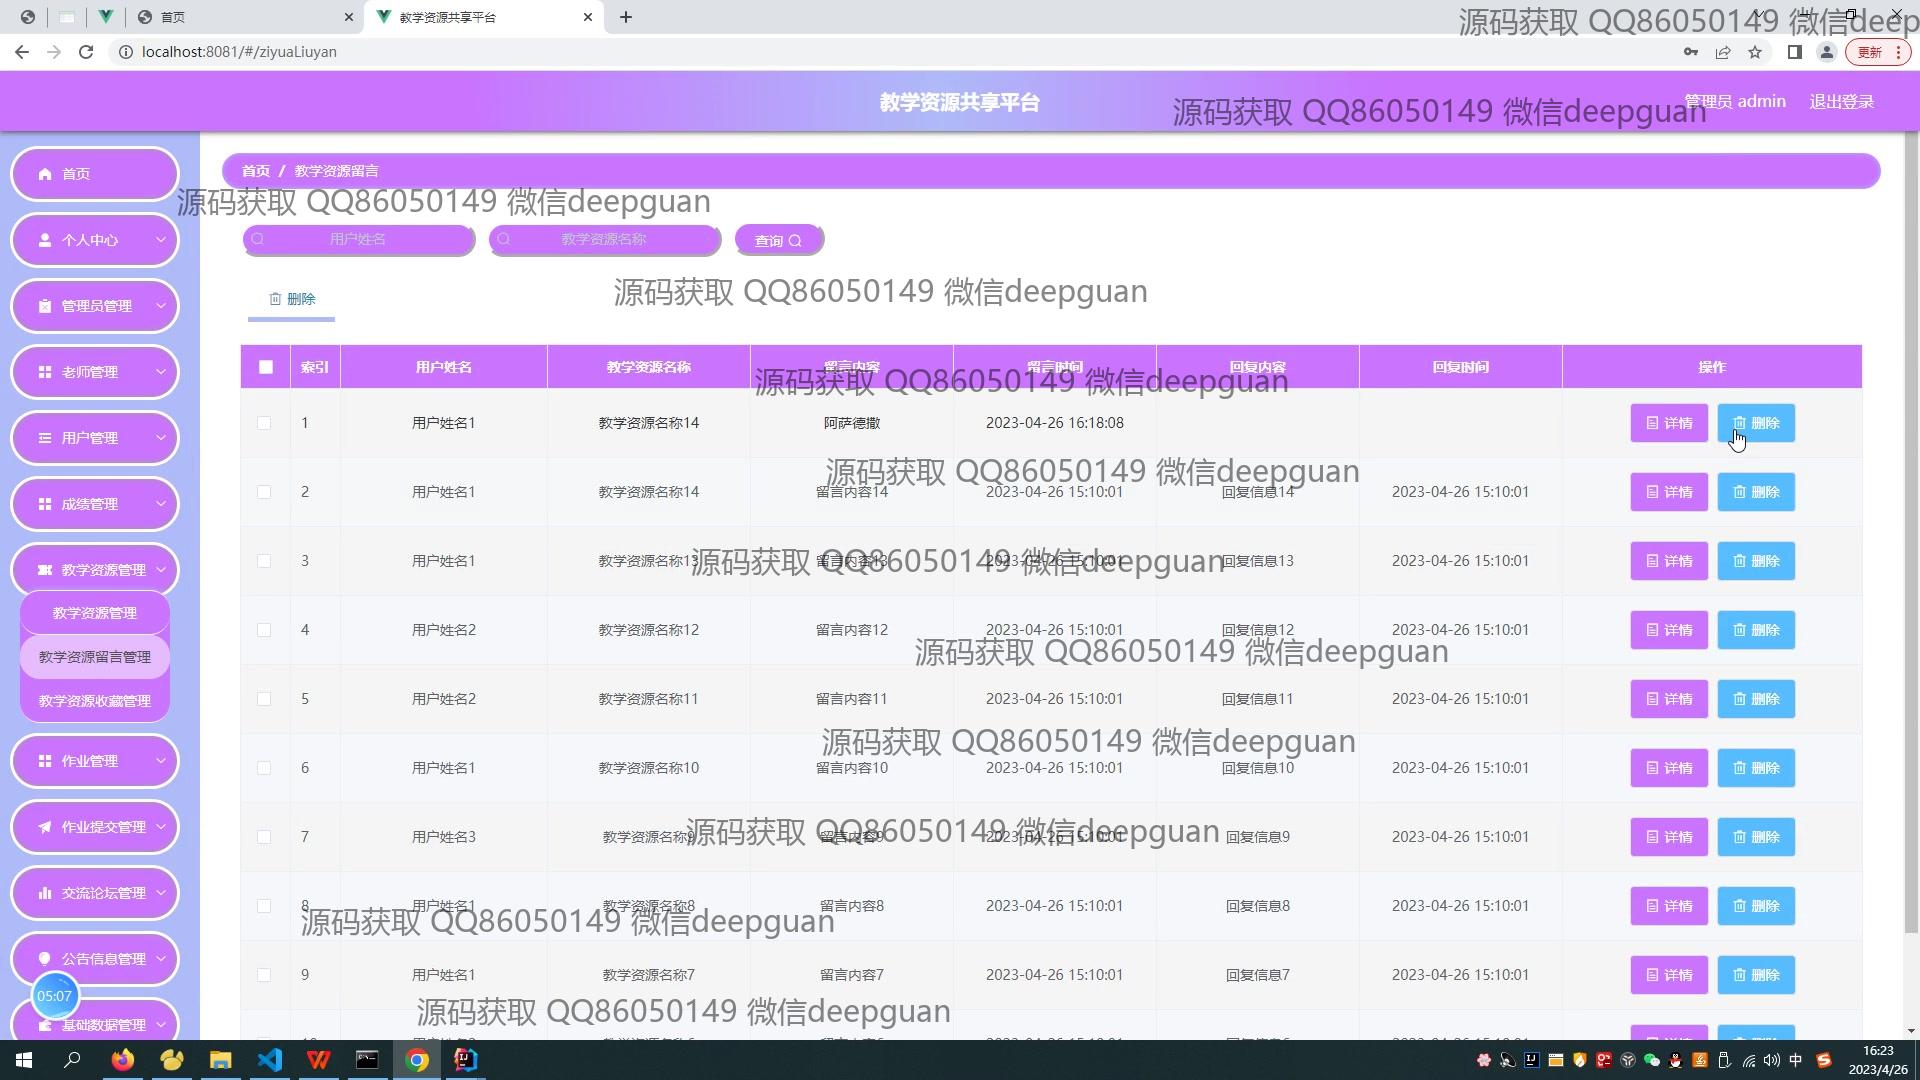 首页
教学资源共享平台
localhost:8081/#/ziyuaLiuyan
更新
源码获取 QQ86050149 微信deep
教学资源共享平台
管理员 admin
退出登录
源码获取 QQ86050149 微信deepguan
首页
个人中心
管理员管理
老师管理
用户管理
成绩管理
教学资源管理
教学资源管理
教学资源留言管理
教学资源收藏管理
作业管理
作业提交管理
交流论坛管理
公告信息管理
05:07
基础数据管理
首页 / 教学资源留言
源码获取 QQ86050149 微信deepguan
用户姓名
教学资源名称
查询
删除
源码获取 QQ86050149 微信deepguan
索引 用户姓名 教学资源名称 留言内容 留言时间 回复内容 回复时间 操作
源码获取 QQ86050149 微信deepguan
1 用户姓名1 教学资源名称14 阿萨德撒 2023-04-26 16:18:08 详情 删除
源码获取 QQ86050149 微信deepguan
2 用户姓名1 教学资源名称14 留言内容14 2023-04-26 15:10:01 回复信息14 2023-04-26 15:10:01 详情 删除
源码获取 QQ86050149 微信deepguan
3 用户姓名1 教学资源名称13 留言内容13 2023-04-26 15:10:01 回复信息13 2023-04-26 15:10:01 详情 删除
4 用户姓名2 教学资源名称12 留言内容12 2023-04-26 15:10:01 回复信息12 2023-04-26 15:10:01 详情 删除
源码获取 QQ86050149 微信deepguan
5 用户姓名2 教学资源名称11 留言内容11 2023-04-26 15:10:01 回复信息11 2023-04-26 15:10:01 详情 删除
源码获取 QQ86050149 微信deepguan
6 用户姓名1 教学资源名称10 留言内容10 2023-04-26 15:10:01 回复信息10 2023-04-26 15:10:01 详情 删除
源码获取 QQ86050149 微信deepguan
7 用户姓名3 教学资源名称9 留言内容9 2023-04-26 15:10:01 回复信息9 2023-04-26 15:10:01 详情 删除
8 用户姓名1 教学资源名称8 留言内容8 2023-04-26 15:10:01 回复信息8 2023-04-26 15:10:01 详情 删除
源码获取 QQ86050149 微信deepguan
9 用户姓名1 教学资源名称7 留言内容7 2023-04-26 15:10:01 回复信息7 2023-04-26 15:10:01 详情 删除
源码获取 QQ86050149 微信deepguan
中
16:23
2023/4/26